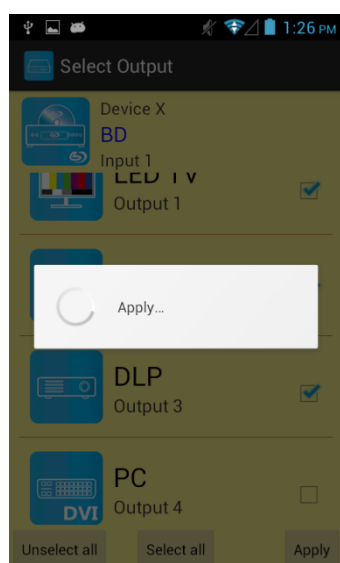 1:26 PM
Select Output
Device X
BD
Input 1
LED TV
Output 1
Apply...
DLP
Output 3
PC
Output 4
DVI
Unselect all
Select all
Apply